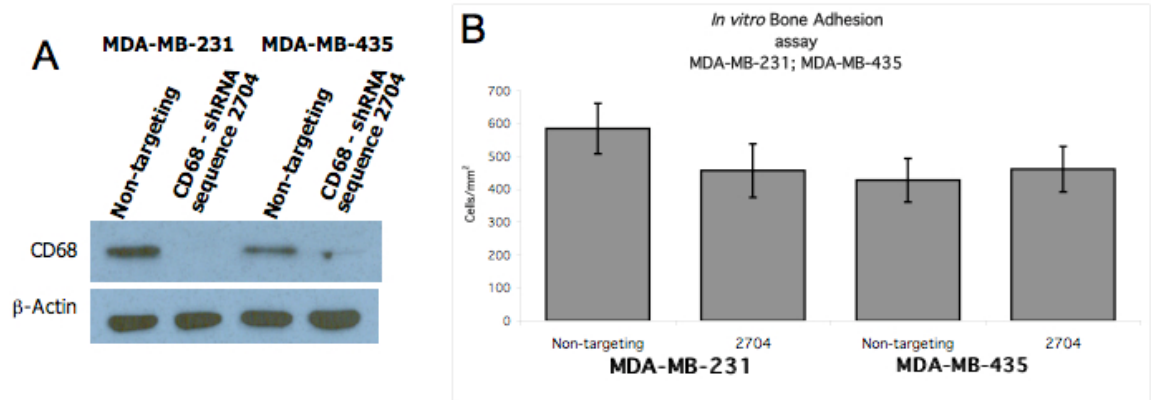 A
MDA-MB-231 MDA-MB-435
Non-targeting
CD68 - shRNA
sequence 2704
Non-targeting
CD68 - shRNA
sequence 2704
CD68
β-Actin
B
In vitro Bone Adhesion
assay
MDA-MB-231; MDA-MB-435
Cells/mm²
700
600
500
400
300
200
100
0
Non-targeting 2704 Non-targeting 2704
MDA-MB-231 MDA-MB-435